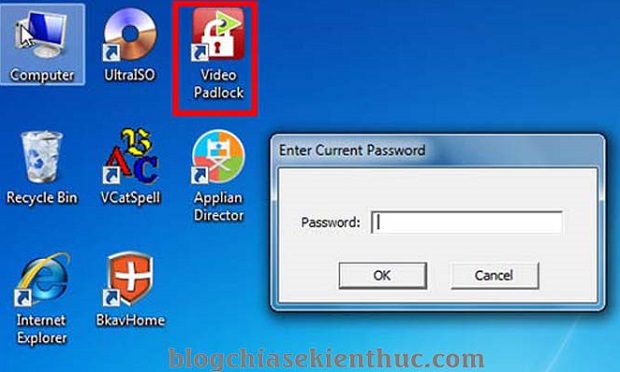 Computer
UltraISO
Video
Padlock
Recycle Bin
VCatSpell
Applian
Director
Internet
Explorer
BkavHome
Enter Current Password
Password:
OK
Cancel
blogchiasekienthuc.com